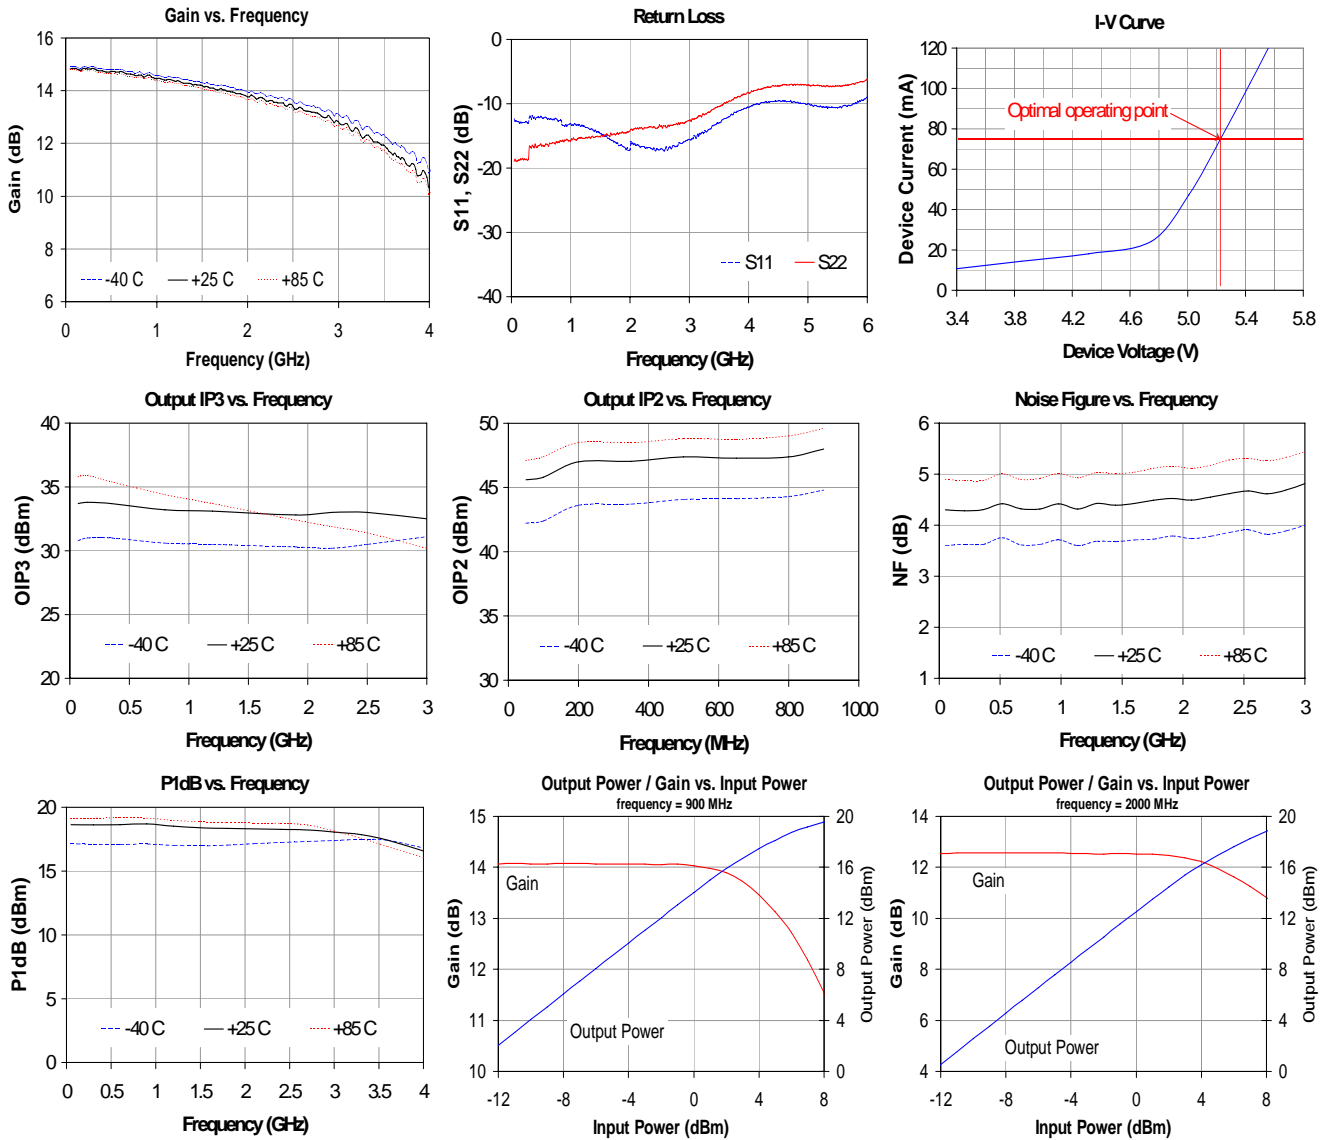 Gain vs. Frequency
16
14
12
10
8
6
Gain (dB)
-40 C
+25 C
+85 C
0 1 2 3 4
Frequency (GHz)
Return Loss
0
-10
-20
-30
-40
S11, S22 (dB)
S11
S22
0 1 2 3 4 5 6
Frequency (GHz)
I-V Curve
120
100
80
60
40
20
0
Device Current (mA)
Optimal operating point
3.4 3.8 4.2 4.6 5.0 5.4 5.8
Device Voltage (V)
Output IP3 vs. Frequency
40
35
30
25
20
OIP3 (dBm)
-40 C
+25 C
+85 C
0 0.5 1 1.5 2 2.5 3
Frequency (GHz)
Output IP2 vs. Frequency
50
45
40
35
30
OIP2 (dBm)
-40 C
+25 C
+85 C
0 200 400 600 800 1000
Frequency (MHz)
Noise Figure vs. Frequency
6
5
4
3
2
1
NF (dB)
-40 C
+25 C
+85 C
0 0.5 1 1.5 2 2.5 3
Frequency (GHz)
P1dB vs. Frequency
20
15
10
5
0
P1dB (dBm)
-40 C
+25 C
+85 C
0 0.5 1 1.5 2 2.5 3 3.5 4
Frequency (GHz)
Output Power / Gain vs. Input Power
frequency = 900 MHz
15
14
13
12
11
10
Gain (dB)
Gain
Output Power
20
16
12
8
4
0
Output Power (dBm)
-12 -8 -4 0 4 8
Input Power (dBm)
Output Power / Gain vs. Input Power
frequency = 2000 MHz
14
12
10
8
6
4
Gain (dB)
Gain
Output Power
20
16
12
8
4
0
Output Power (dBm)
-12 -8 -4 0 4 8
Input Power (dBm)